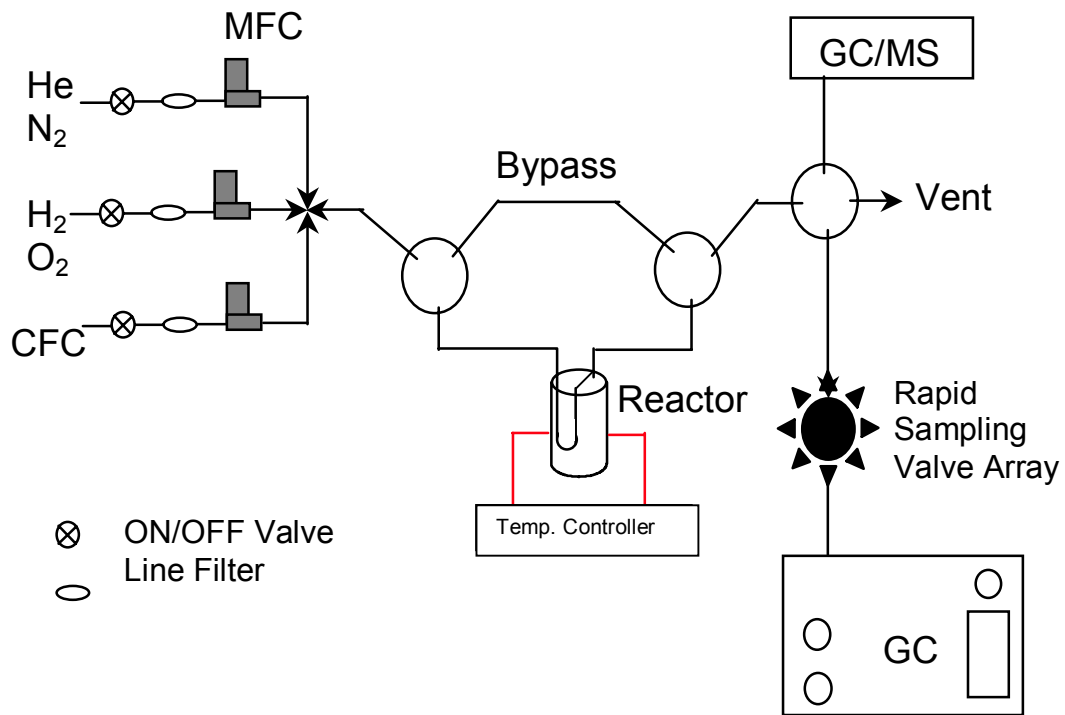 MFC
He
N₂
H₂
O₂
CFC
Bypass
Reactor
Temp. Controller
GC/MS
Vent
Rapid
Sampling
Valve Array
GC
ON/OFF Valve
Line Filter